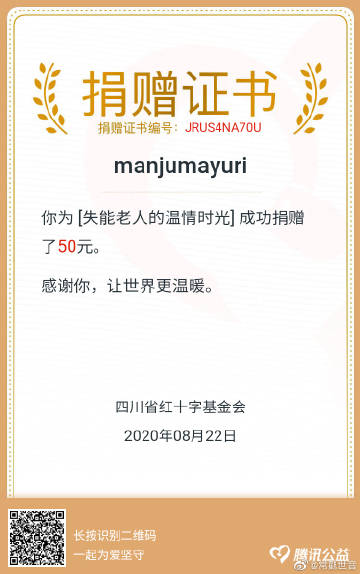 捐赠证书
捐赠证书编号：JRUS4NA70U
manjumayuri
你为 [失能老人的温情时光] 成功捐赠
了50元。
感谢你，让世界更温暖。
四川省红十字基金会
2020年08月22日
长按识别二维码
一起为爱坚守
腾讯公益
@常觀世音